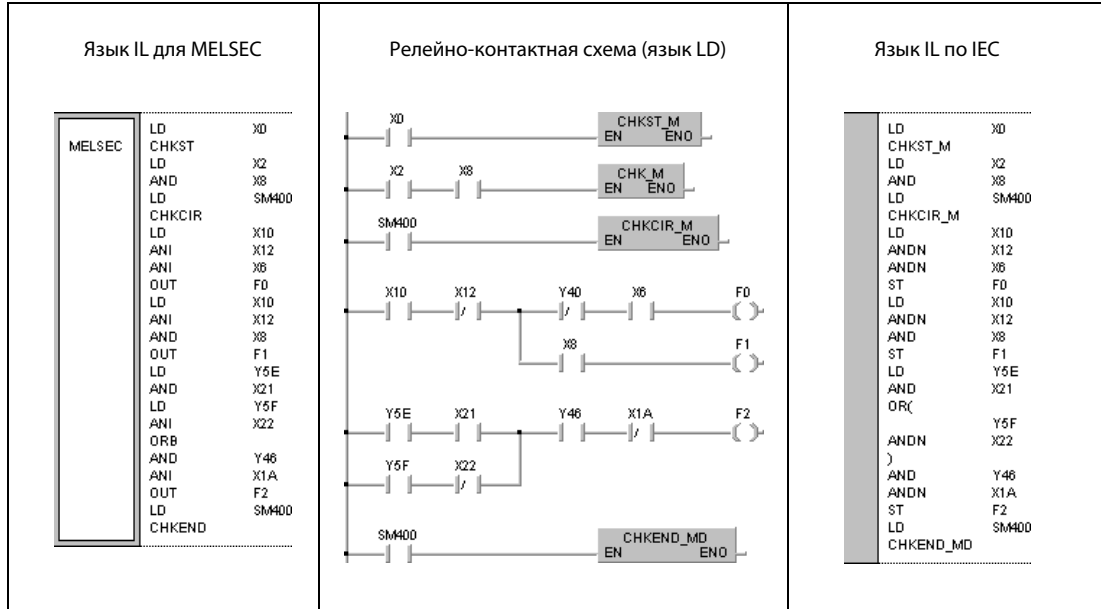 Язык IL для MELSEC
MELSEC
LD X0
CHKST
LD X2
AND X8
LD SM400
CHKCIR
LD X10
ANI X12
ANI X6
OUT F0
LD X10
ANI X12
AND X8
OUT F1
LD Y5E
AND X21
LD Y5F
ANI X22
ORB
AND Y46
ANI X1A
OUT F2
LD SM400
CHKEND
Релейно-контактная схема (язык LD)
X0 CHKST_M
EN ENO
X2 X8 CHK_M
EN ENO
SM400 CHKCIR_M
EN ENO
X10 X12 Y40 X6 F0
X8 F1
Y5E X21 Y46 X1A F2
Y5F X22
SM400 CHKEND_MD
EN ENO
Язык IL по IEC
LD X0
CHKST_M
LD X2
AND X8
LD SM400
CHKCIR_M
LD X10
ANDN X12
ANDN X6
ST F0
LD X10
ANDN X12
AND X8
ST F1
LD Y5E
AND X21
OR(
Y5F
ANDN X22
)
AND Y46
ANDN X1A
ST F2
LD SM400
CHKEND_MD